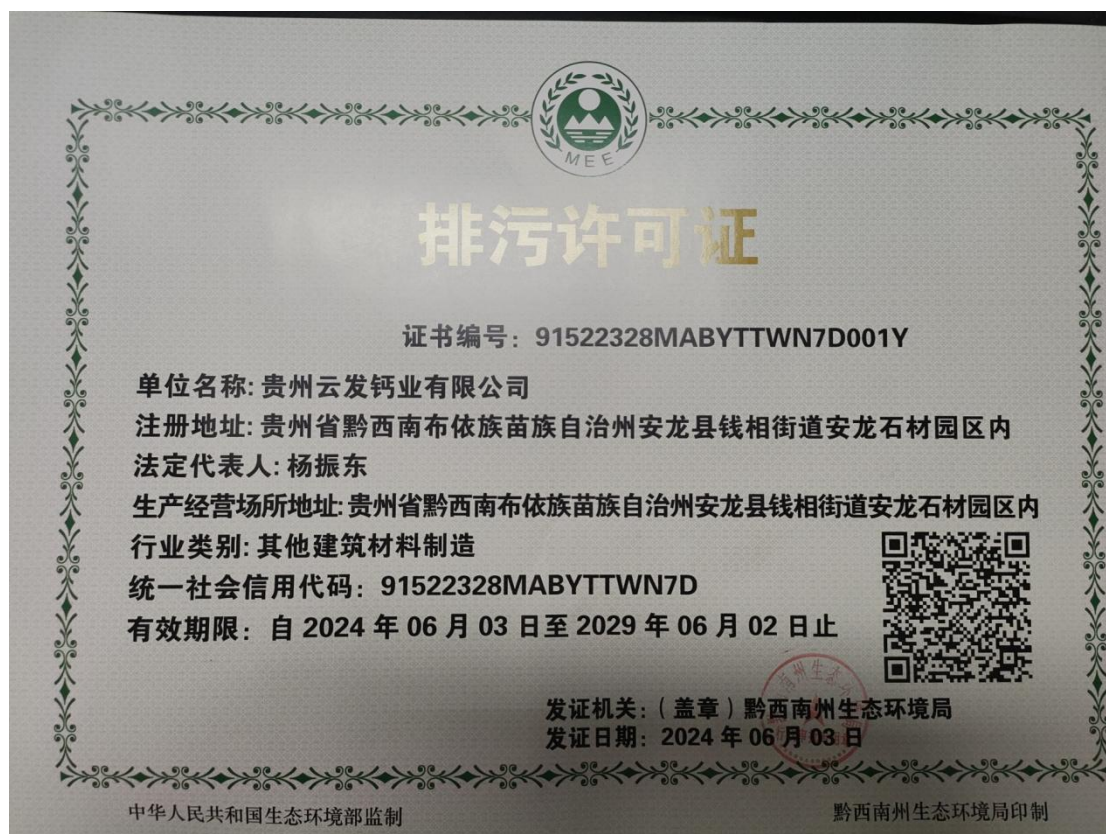 MEE
排污许可证
证书编号：91522328MABYTTWN7D001Y
单位名称:贵州云发钙业有限公司
注册地址:贵州省黔西南布依族苗族自治州安龙县钱相街道安龙石材园区内
法定代表人:杨振东
生产经营场所地址:贵州省黔西南布依族苗族自治州安龙县钱相街道安龙石材园区内
行业类别:其他建筑材料制造
统一社会信用代码：91522328MABYTTWN7D
有效期限：自 2024 年 06 月 03 日至 2029 年 06 月 02 日止
发证机关：（盖章）黔西南州生态环境局
发证日期：2024 年 06 月 03 日
中华人民共和国生态环境部监制
黔西南州生态环境局印制